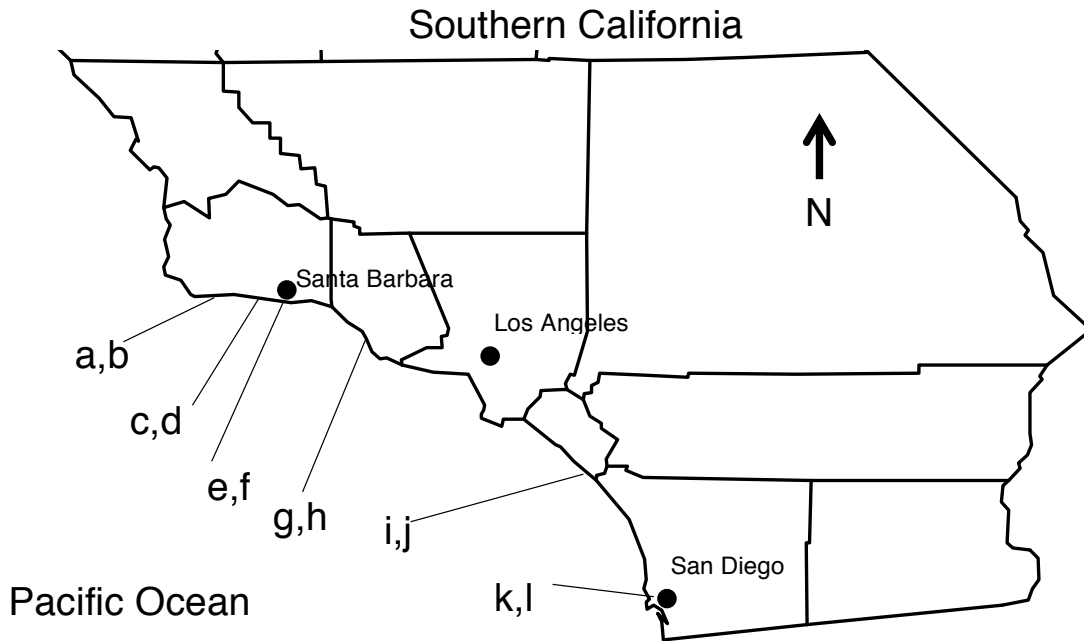 Southern California
N
Santa Barbara
Los Angeles
a,b
c,d
e,f
g,h
i,j
San Diego
k,l
Pacific Ocean